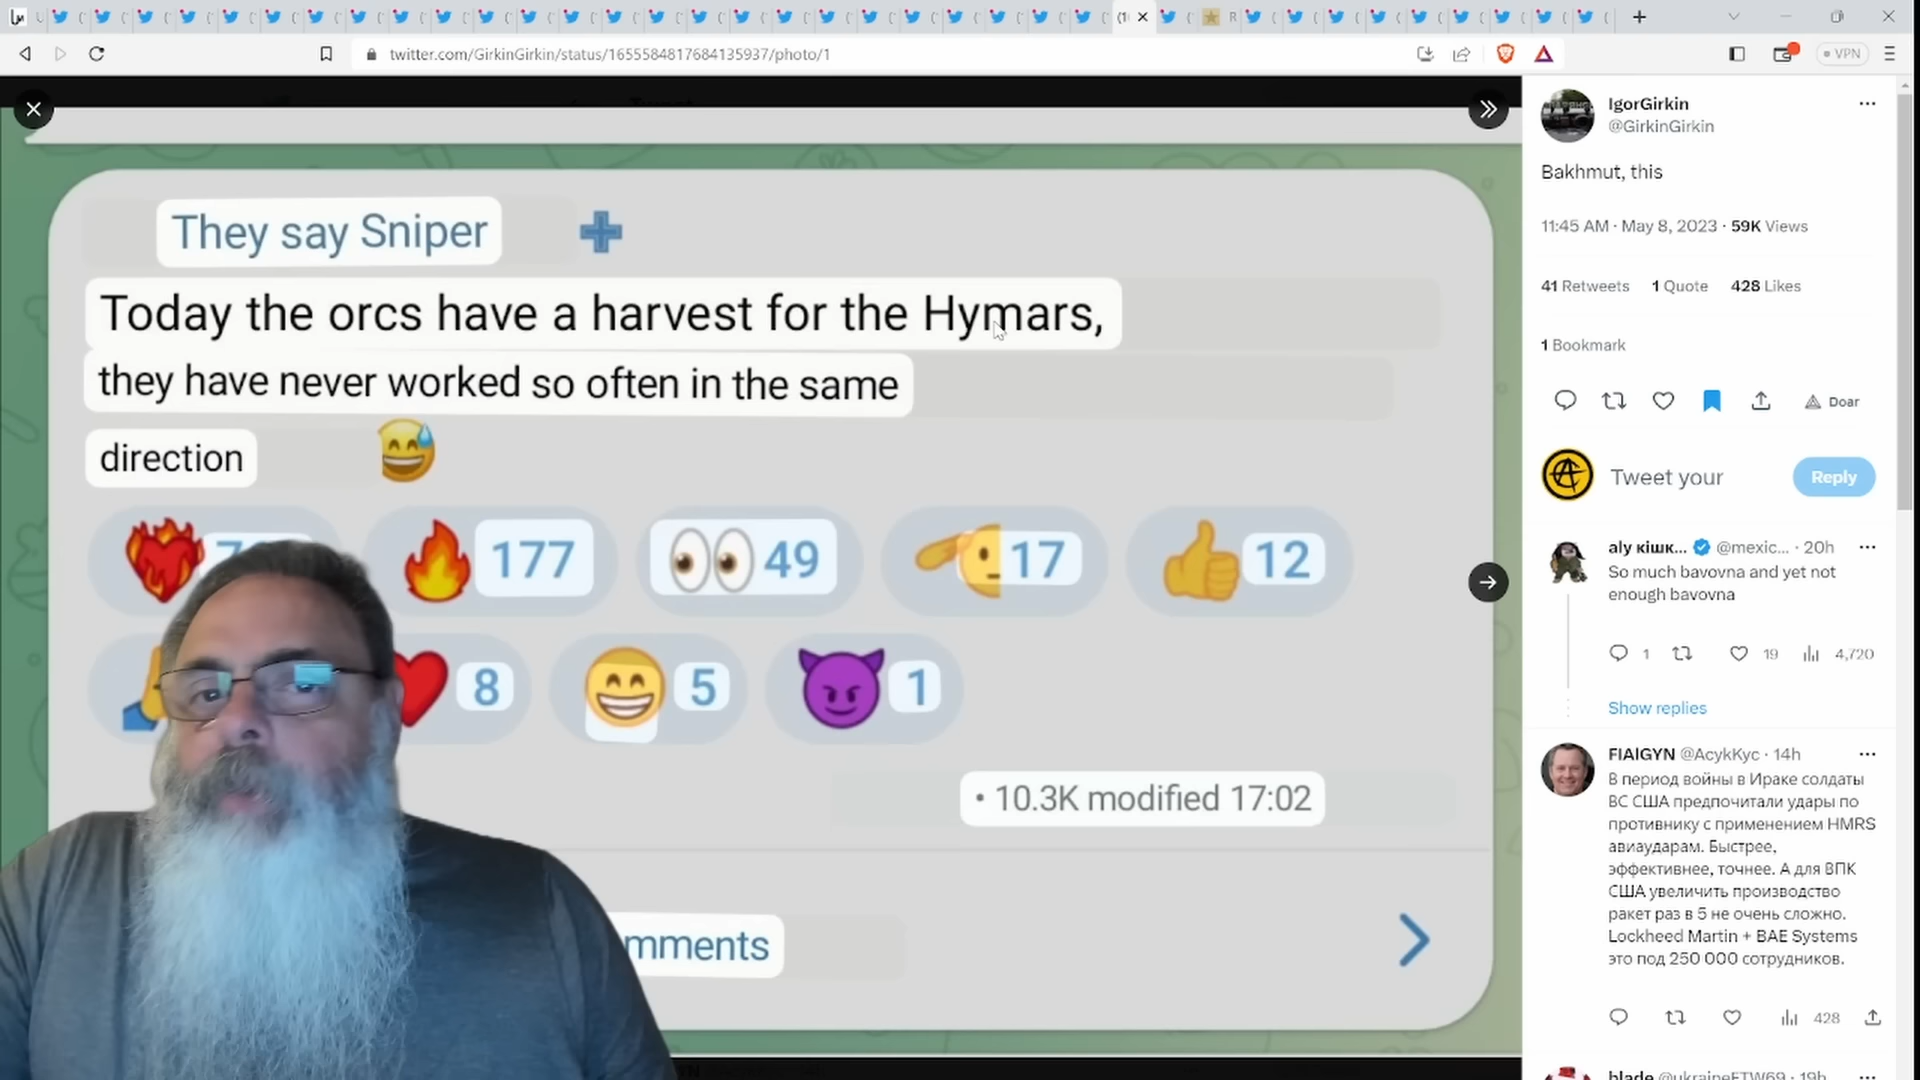 twitter.com/GirkinGirkin/status/1655584817684135937/photo/1
VPN
They say Sniper
Today the orcs have a harvest for the Hymars,
they have never worked so often in the same
direction
177
49
17
12
8
5
1
• 10.3K modified 17:02
mments
IgorGirkin
@GirkinGirkin
Bakhmut, this
11:45 AM · May 8, 2023 · 59K Views
41 Retweets 1 Quote 428 Likes
1 Bookmark
Doar
Tweet your
Reply
aly кішк... @mexic... · 20h
So much bavovna and yet not
enough bavovna
1 19 4,720
Show replies
FIAIGYN @AcykKyc · 14h
В период войны в Ираке солдаты
ВС США предпочитали удары по
противнику с применением HMRS
авиаударам. Быстрее,
эффективнее, точнее. А для ВПК
США увеличить производство
ракет раз в 5 не очень сложно.
Lockheed Martin + BAE Systems
это под 250 000 сотрудников.
428
blade @ukraineFTW69 · 19h